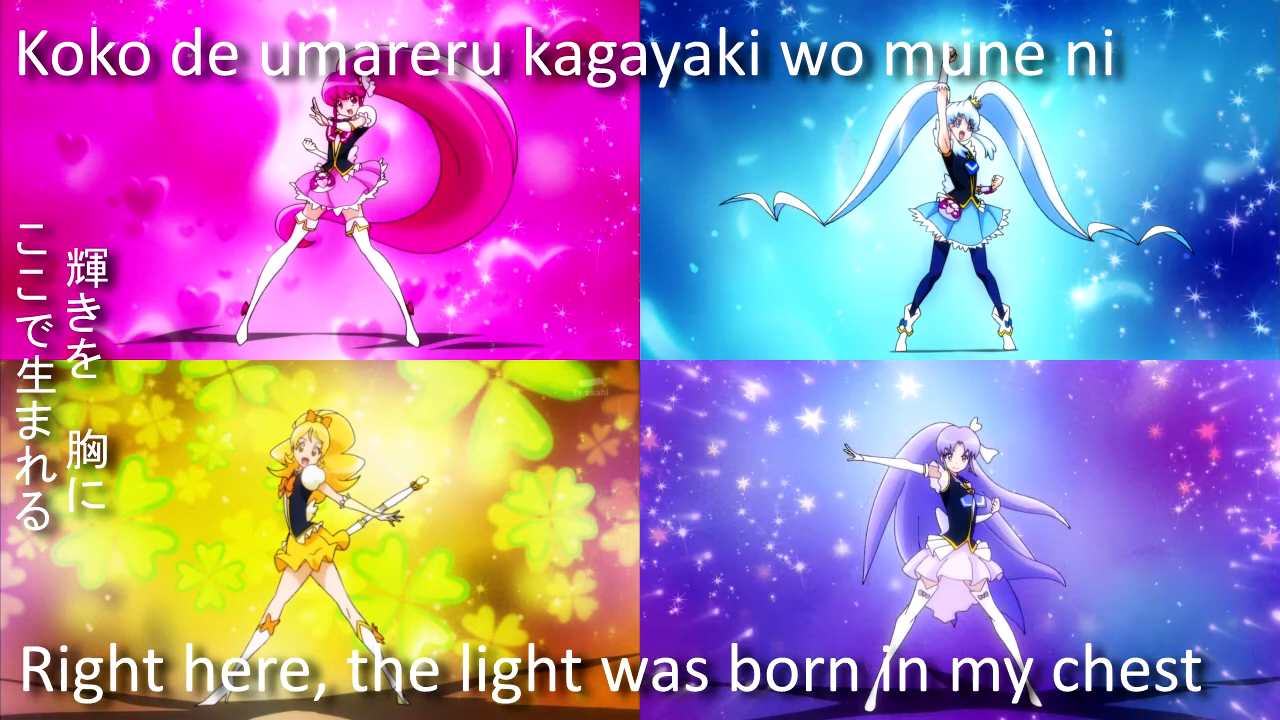 Koko de umareru kagayaki wo mune ni
ここで生まれる
輝きを 胸に
Right here, the light was born in my chest